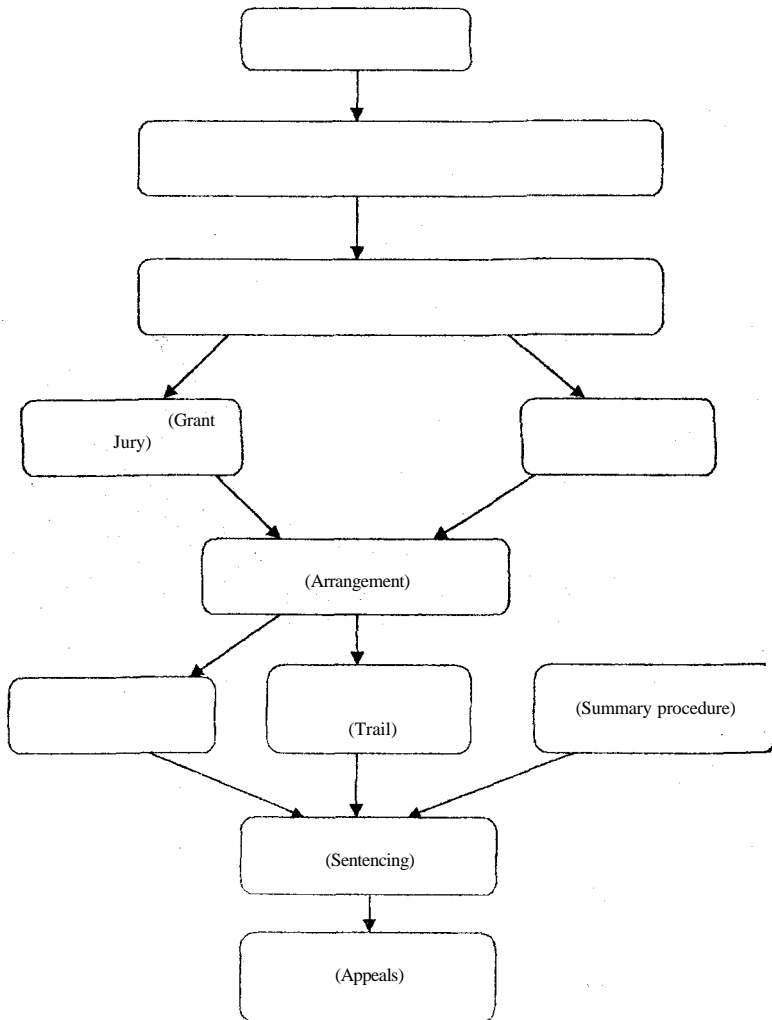 (Grant
Jury)
(Arrangement)
(Summary procedure)
(Trail)
(Sentencing)
(Appeals)